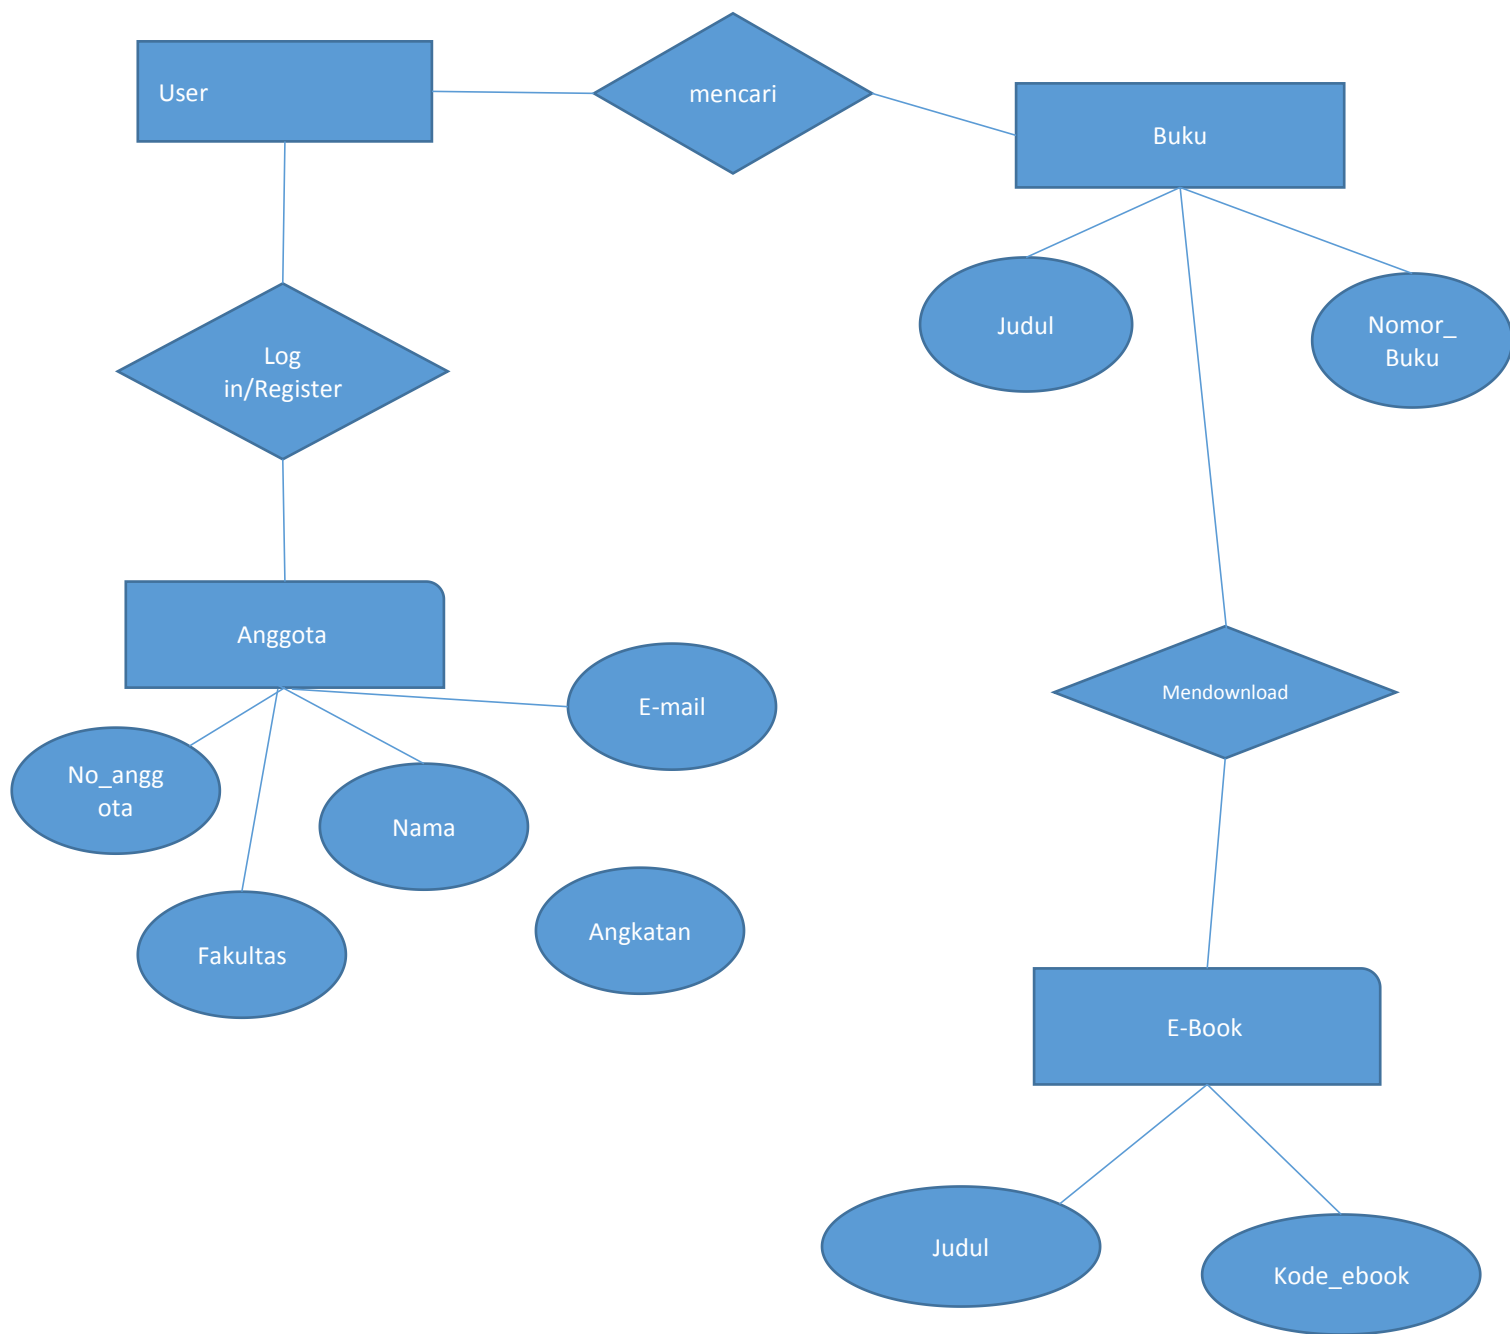 User
mencari
Buku
Judul
Nomor_
Buku
Log
in/Register
Anggota
E-mail
Mendownload
No_angg
ota
Nama
Angkatan
Fakultas
E-Book
Judul
Kode_ebook